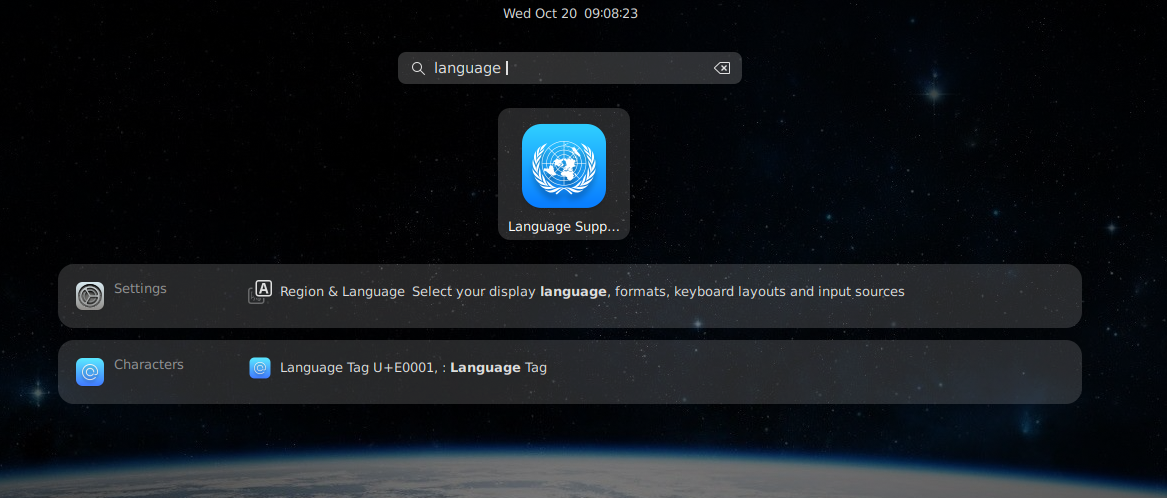 Wed Oct 20 09:08:23
language
Language Supp...
Settings
Region & Language Select your display language, formats, keyboard layouts and input sources
Characters
Language Tag U+E0001, : Language Tag